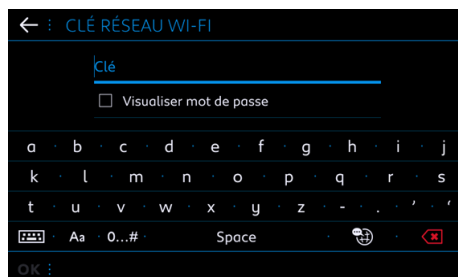 CLÉ RÉSEAU WI-FI
Clé
Visualiser mot de passe
a b c d e f g h i j
k l m n o p q r s
t u v w x y z - . ' ‘
Aa 0...# Space
OK